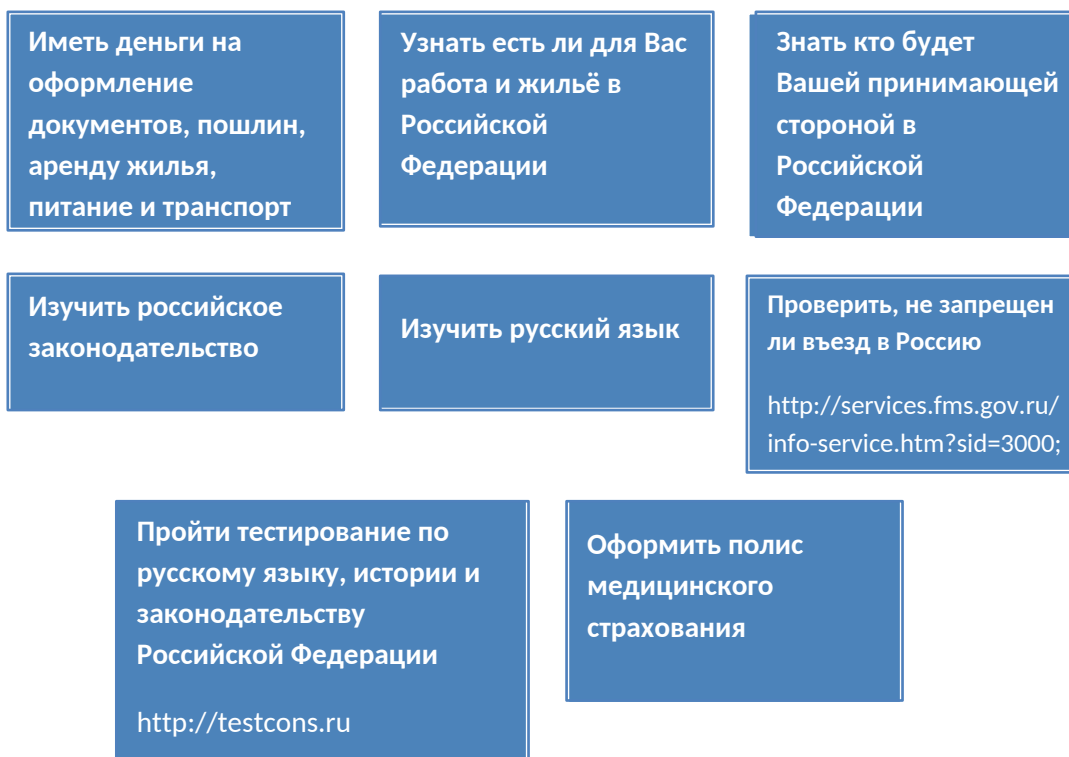 Иметь деньги на
оформление
документов, пошлин,
аренду жилья,
питание и транспорт
Узнать есть ли для Вас
работа и жильё в
Российской
Федерации
Знать кто будет
Вашей принимающей
стороной в
Российской
Федерации
Изучить российское
законодательство
Изучить русский язык
Проверить, не запрещен
ли въезд в Россию
http://services.fms.gov.ru/
info-service.htm?sid=3000;
Пройти тестирование по
русскому языку, истории и
законодательству
Российской Федерации
http://testcons.ru
Оформить полис
медицинского
страхования